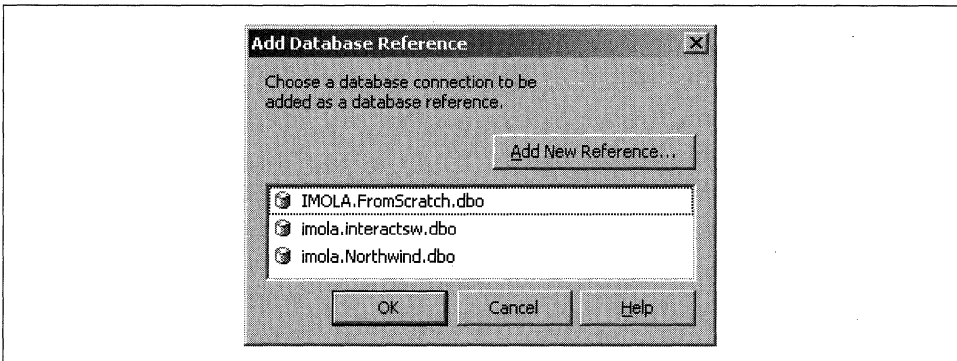 Add Database Reference
Choose a database connection to be
added as a database reference.
Add New Reference...
IMOLA.FromScratch.dbo
imola.interactsw.dbo
imola.Northwind.dbo
OK
Cancel
Help